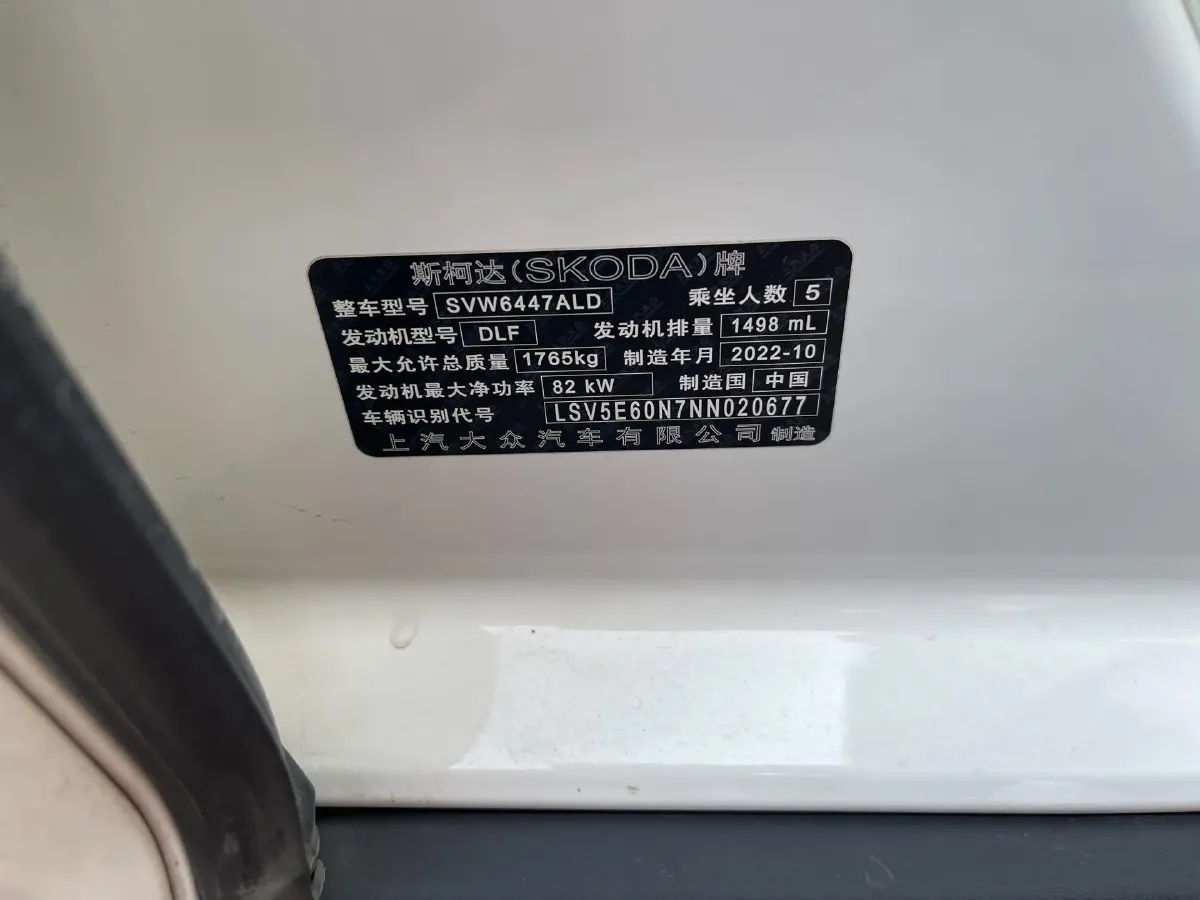 斯柯达(SKODA)牌
整车型号 SVW6447ALD 乘坐人数 5
发动机型号 DLF 发动机排量 1498 mL
最大允许总质量 1765kg 制造年月 2022-10
发动机最大净功率 82 kW 制造国 中国
车辆识别代号 LSV5E60N7NN020677
上汽大众汽车有限公司 制造